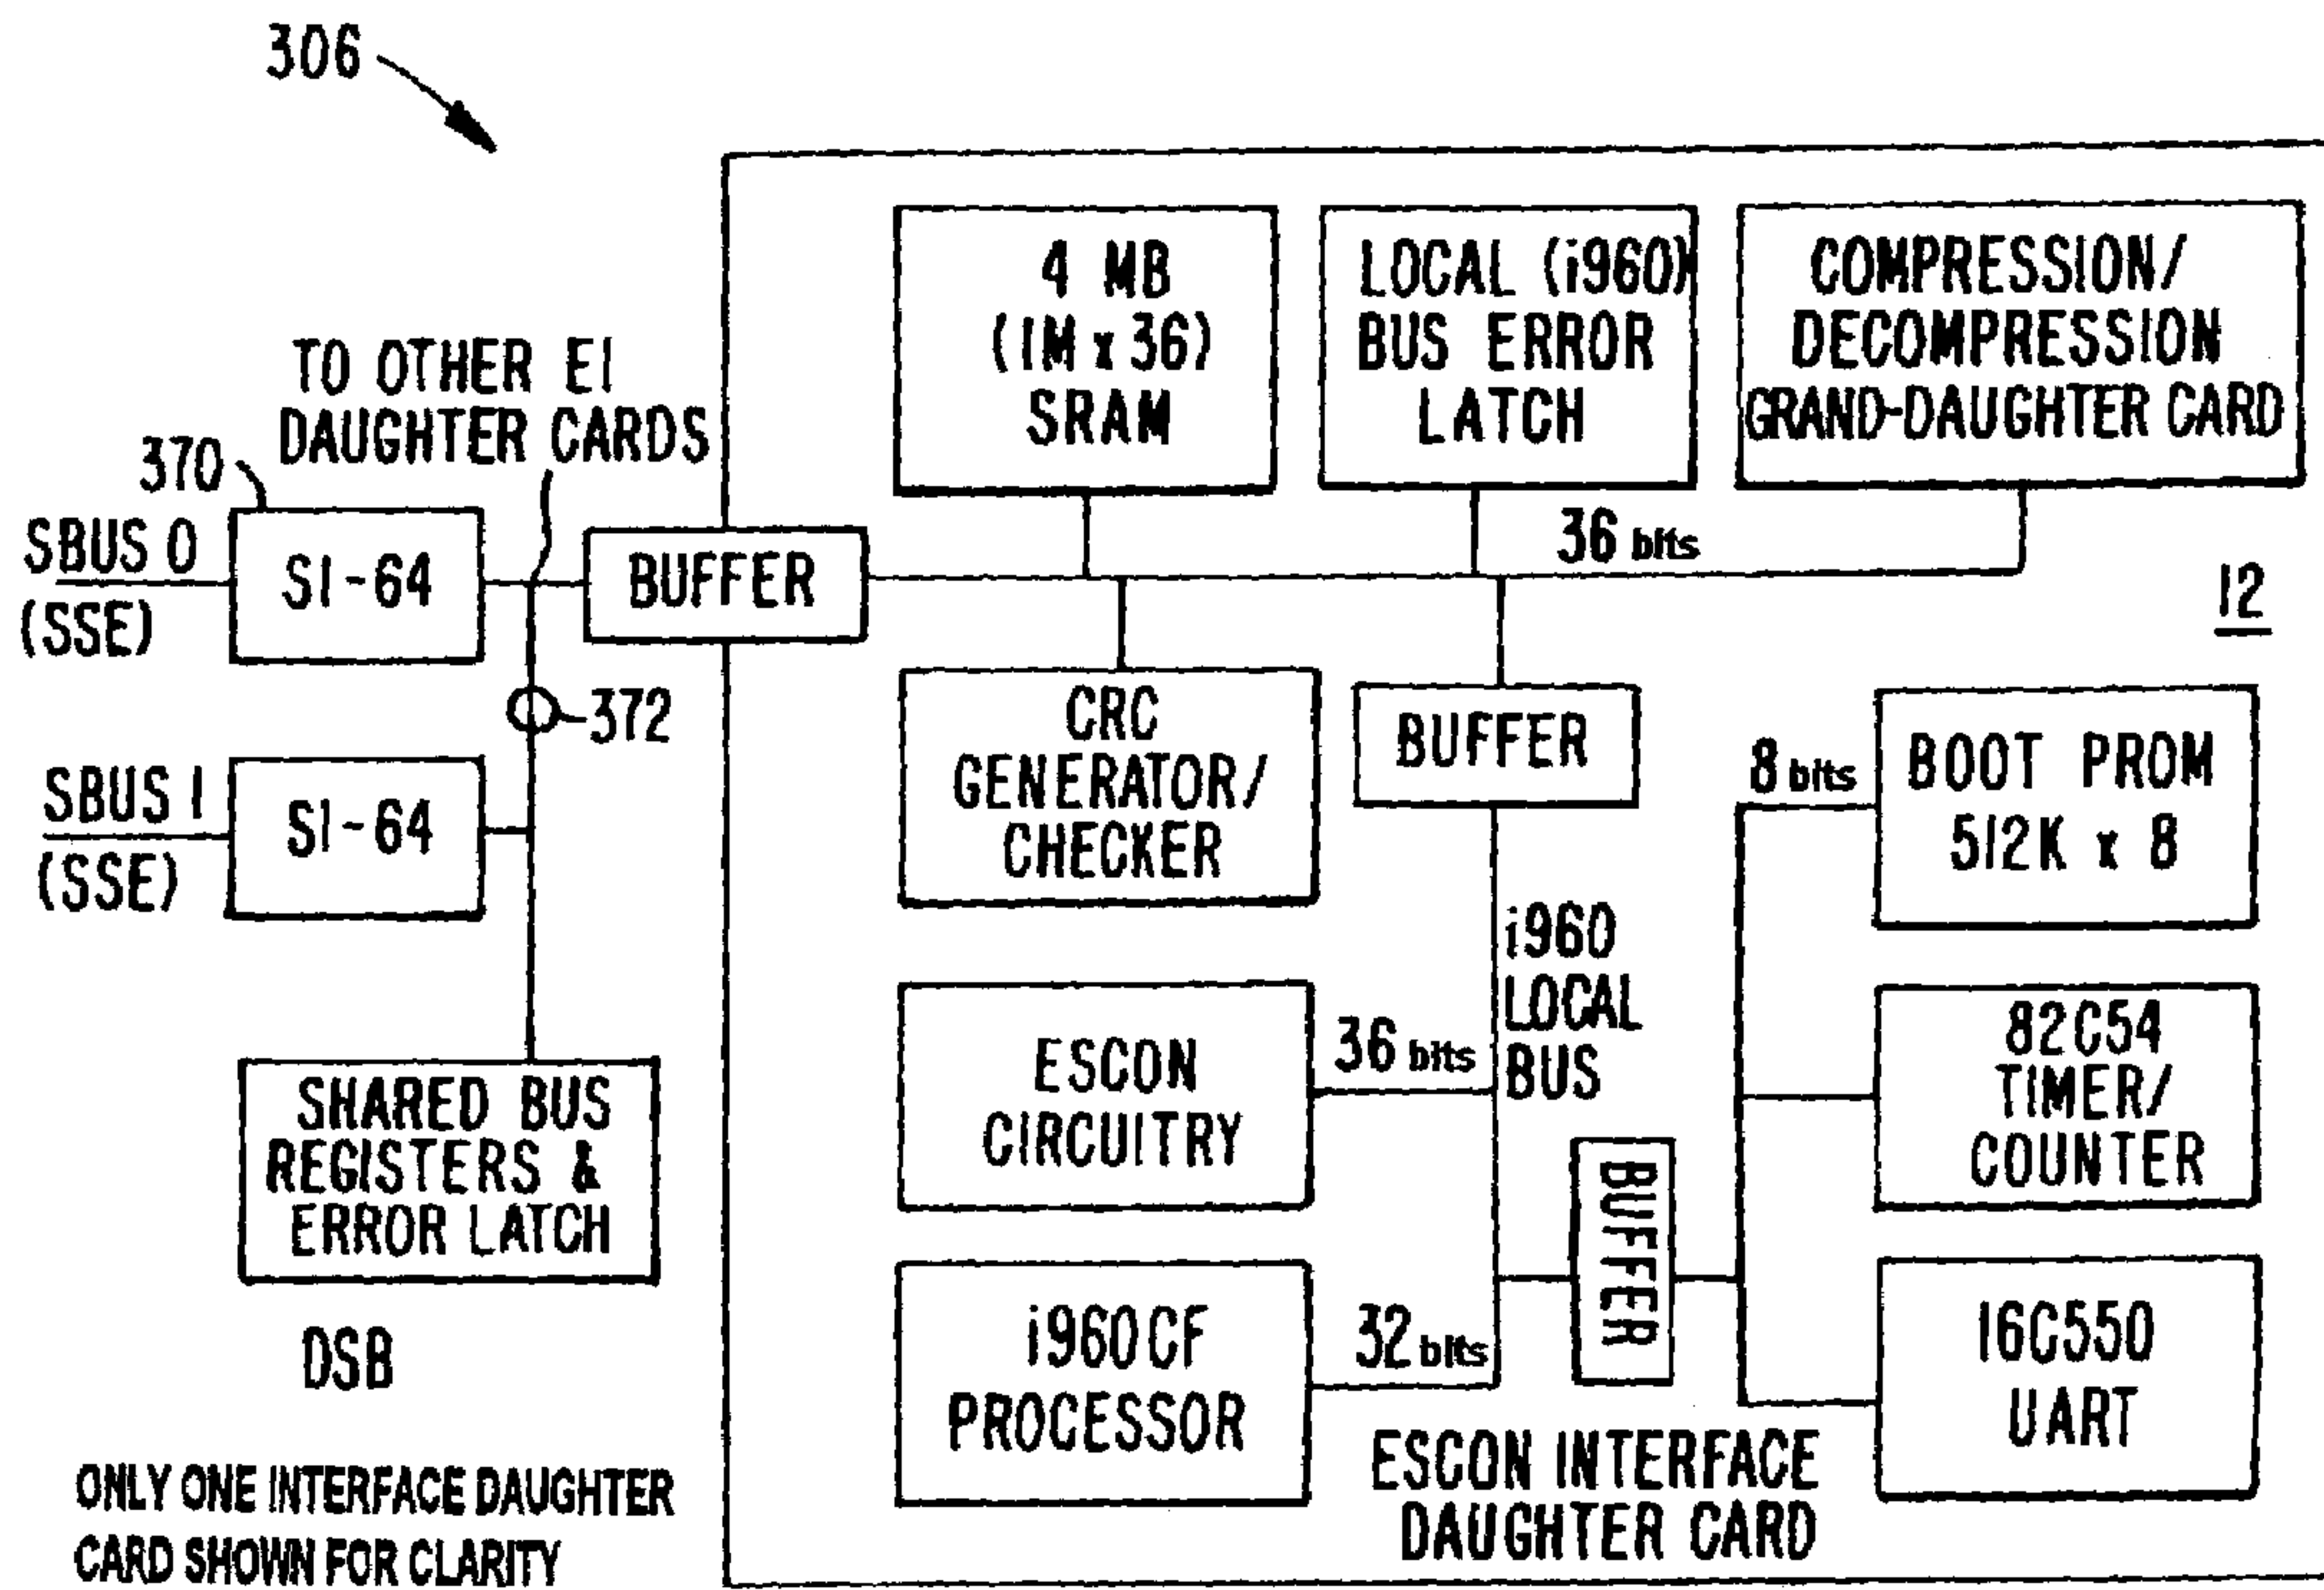 306
4 MB
(1M x 36)
SRAM
LOCAL (i960)
BUS ERROR
LATCH
COMPRESSION/
DECOMPRESSION
GRAND-DAUGHTER CARD
TO OTHER EI
DAUGHTER CARDS
370
SBUS 0
(SSE)
SI-64
BUFFER
36 bits
12
372
SBUS 1
(SSE)
SI-64
CRC
GENERATOR/
CHECKER
BUFFER
8 bits
BOOT PROM
512K x 8
i960
LOCAL
BUS
ESCON
CIRCUITRY
36 bits
82C54
TIMER/
COUNTER
SHARED BUS
REGISTERS &
ERROR LATCH
BUFFER
DSB
i960CF
PROCESSOR
32 bits
16C550
UART
ESCON INTERFACE
DAUGHTER CARD
ONLY ONE INTERFACE DAUGHTER
CARD SHOWN FOR CLARITY